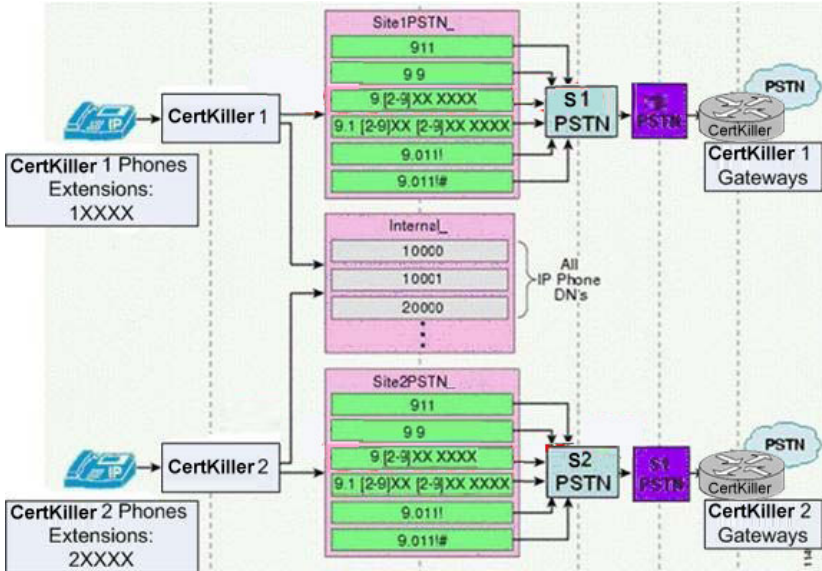 Site1PSTN_
911
9 9
9 [2-9]XX XXXX
9.1 [2-9]XX [2-9]XX XXXX
9.011!
9.011!#
IP
CertKiller 1
S1
PSTN
PSTN
PSTN
CertKiller
CertKiller 1 Phones
Extensions:
1XXXX
CertKiller 1
Gateways
Internal_
10000
10001
20000
All
IP Phone
DN's
Site2PSTN_
911
9 9
9 [2-9]XX XXXX
9.1 [2-9]XX [2-9]XX XXXX
9.011!
9.011!#
IP
CertKiller 2
S2
PSTN
PSTN
PSTN
CertKiller
CertKiller 2 Phones
Extensions:
2XXXX
CertKiller 2
Gateways